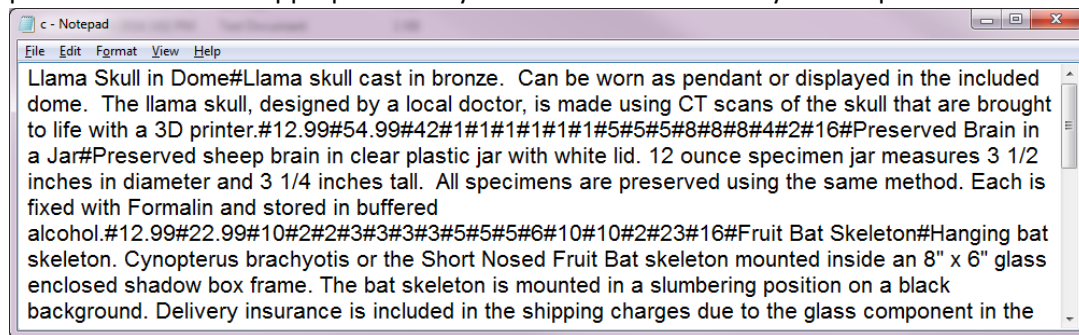 c - Notepad
File Edit Format View Help
Llama Skull in Dome#Llama skull cast in bronze.  Can be worn as pendant or displayed in the included
dome.  The llama skull, designed by a local doctor, is made using CT scans of the skull that are brought
to life with a 3D printer.#12.99#54.99#42#1#1#1#1#1#1#5#5#5#8#8#8#4#2#16#Preserved Brain in
a Jar#Preserved sheep brain in clear plastic jar with white lid. 12 ounce specimen jar measures 3 1/2
inches in diameter and 3 1/4 inches tall.  All specimens are preserved using the same method. Each is
fixed with Formalin and stored in buffered
alcohol.#12.99#22.99#10#2#2#3#3#3#3#5#5#5#6#10#10#2#23#16#Fruit Bat Skeleton#Hanging bat
skeleton. Cynopterus brachyotis or the Short Nosed Fruit Bat skeleton mounted inside an 8" x 6" glass
enclosed shadow box frame. The bat skeleton is mounted in a slumbering position on a black
background. Delivery insurance is included in the shipping charges due to the glass component in the